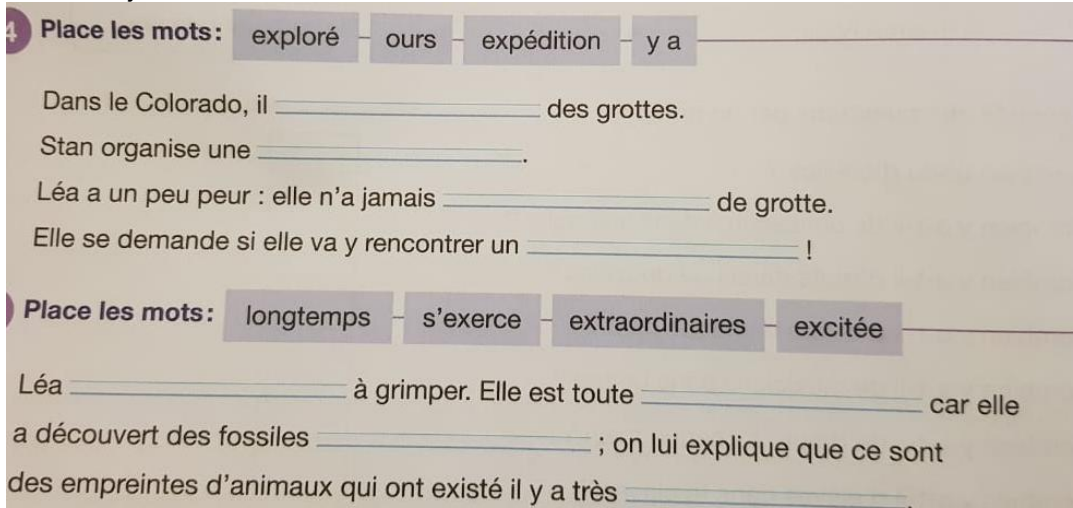 4 Place les mots : exploré ours expédition y a
Dans le Colorado, il des grottes.
Stan organise une .
Léa a un peu peur : elle n'a jamais de grotte.
Elle se demande si elle va y rencontrer un !
Place les mots : longtemps s'exerce extraordinaires excitée
Léa à grimper. Elle est toute car elle
a découvert des fossiles ; on lui explique que ce sont
des empreintes d'animaux qui ont existé il y a très .